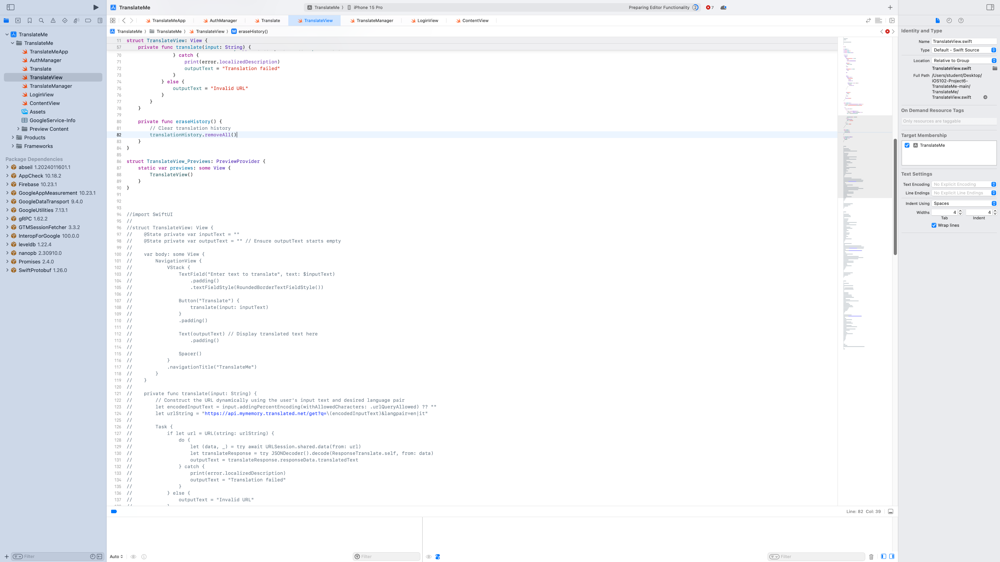 TranslateMe
TranslateMe ⟩ iPhone 15 Pro
Preparing Editor Functionality 2
7
TranslateMeApp
AuthManager
Translate
TranslateView
TranslateManager
LoginView
ContentView
TranslateMe ⟩ TranslateMe ⟩ TranslateView ⟩ M eraseHistory()
TranslateMe
TranslateMe
TranslateMeApp
AuthManager
Translate
TranslateView
TranslateManager
LoginView
ContentView
Assets
GoogleService-Info
Preview Content
Products
Frameworks
Package Dependencies
abseil 1.2024011601.1
AppCheck 10.18.2
Firebase 10.23.1
GoogleAppMeasurement 10.23.1
GoogleDataTransport 9.4.0
GoogleUtilities 7.13.1
gRPC 1.62.2
GTMSessionFetcher 3.3.2
InteropForGoogle 100.0.0
leveldb 1.22.4
nanopb 2.30910.0
Promises 2.4.0
SwiftProtobuf 1.26.0
Filter
11 struct TranslateView: View {
57     private func translate(input: String) {
70                 } catch {
71                     print(error.localizedDescription)
72                     outputText = "Translation failed"
73                 }
74             } else {
75                 outputText = "Invalid URL"
76             }
77         }
78     }
79
80     private func eraseHistory() {
81         // Clear translation history
82         translationHistory.removeAll()
83     }
84 }
85
86 struct TranslateView_Previews: PreviewProvider {
87     static var previews: some View {
88         TranslateView()
89     }
90 }
91
92
93
94 //import SwiftUI
95 //
96 //struct TranslateView: View {
97 //    @State private var inputText = ""
98 //    @State private var outputText = "" // Ensure outputText starts empty
99 //
100 //    var body: some View {
101 //        NavigationView {
102 //            VStack {
103 //                TextField("Enter text to translate", text: $inputText)
104 //                    .padding()
105 //                    .textFieldStyle(RoundedBorderTextFieldStyle())
106 //
107 //                Button("Translate") {
108 //                    translate(input: inputText)
109 //                }
110 //                .padding()
111 //
112 //                Text(outputText) // Display translated text here
113 //                    .padding()
114 //
115 //                Spacer()
116 //            }
117 //            .navigationTitle("TranslateMe")
118 //        }
119 //    }
120 //
121 //    private func translate(input: String) {
122 //        // Construct the URL dynamically using the user's input text and desired language pair
123 //        let encodedInputText = input.addingPercentEncoding(withAllowedCharacters: .urlQueryAllowed) ?? ""
124 //        let urlString = "https://api.mymemory.translated.net/get?q=\(encodedInputText)&langpair=en|it"
125 //
126 //        Task {
127 //            if let url = URL(string: urlString) {
128 //                do {
129 //                    let (data, _) = try await URLSession.shared.data(from: url)
130 //                    let translateResponse = try JSONDecoder().decode(ResponseTranslate.self, from: data)
131 //                    outputText = translateResponse.responseData.translatedText
132 //                } catch {
133 //                    print(error.localizedDescription)
134 //                    outputText = "Translation failed"
135 //                }
136 //            } else {
137 //                outputText = "Invalid URL"
Line: 82 Col: 39
Auto
Filter
Filter
Identity and Type
Name TranslateView.swift
Type Default - Swift Source
Location Relative to Group
TranslateView.swift
Full Path /Users/student/Desktop/
iOS102-Project6-
TranslateMe-main/
TranslateMe/
TranslateView.swift
On Demand Resource Tags
Only resources are taggable
Target Membership
TranslateMe
Text Settings
Text Encoding No Explicit Encoding
Line Endings No Explicit Line Endings
Indent Using Spaces
Widths 4 4
Tab Indent
Wrap lines